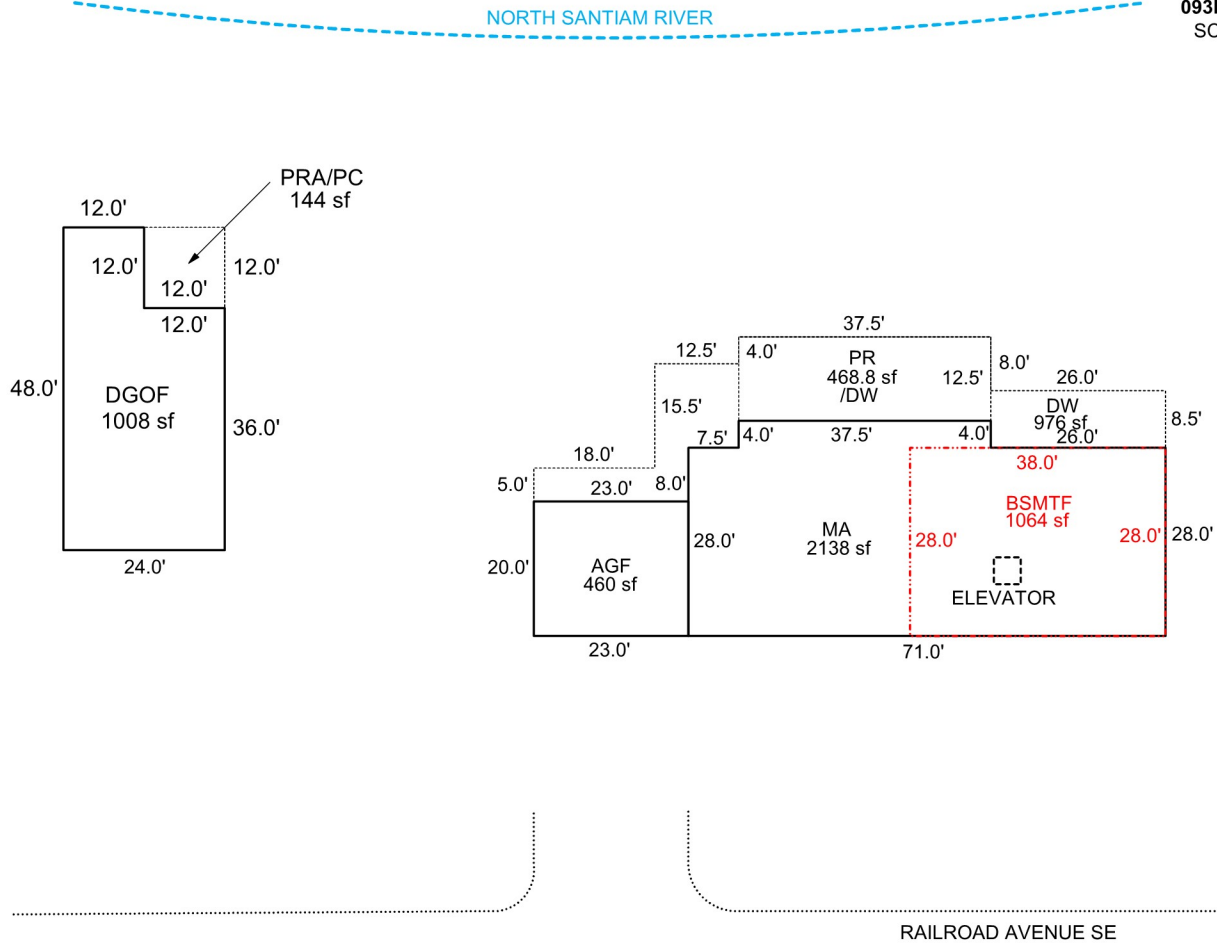 NORTH SANTIAM RIVER
PRA/PC
144 sf
12.0'
12.0'
12.0'
12.0'
12.0'
48.0'
DGOF
1008 sf
36.0'
24.0'
37.5'
12.5'
4.0'
PR
468.8 sf
/DW
12.5'
8.0'
26.0'
15.5'
DW
976 sf
8.5'
7.5'
4.0'
37.5'
4.0'
26.0'
18.0'
5.0'
23.0'
8.0'
38.0'
BSMTF
1064 sf
28.0'
MA
2138 sf
28.0'
28.0'
28.0'
20.0'
AGF
460 sf
ELEVATOR
23.0'
71.0'
RAILROAD AVENUE SE